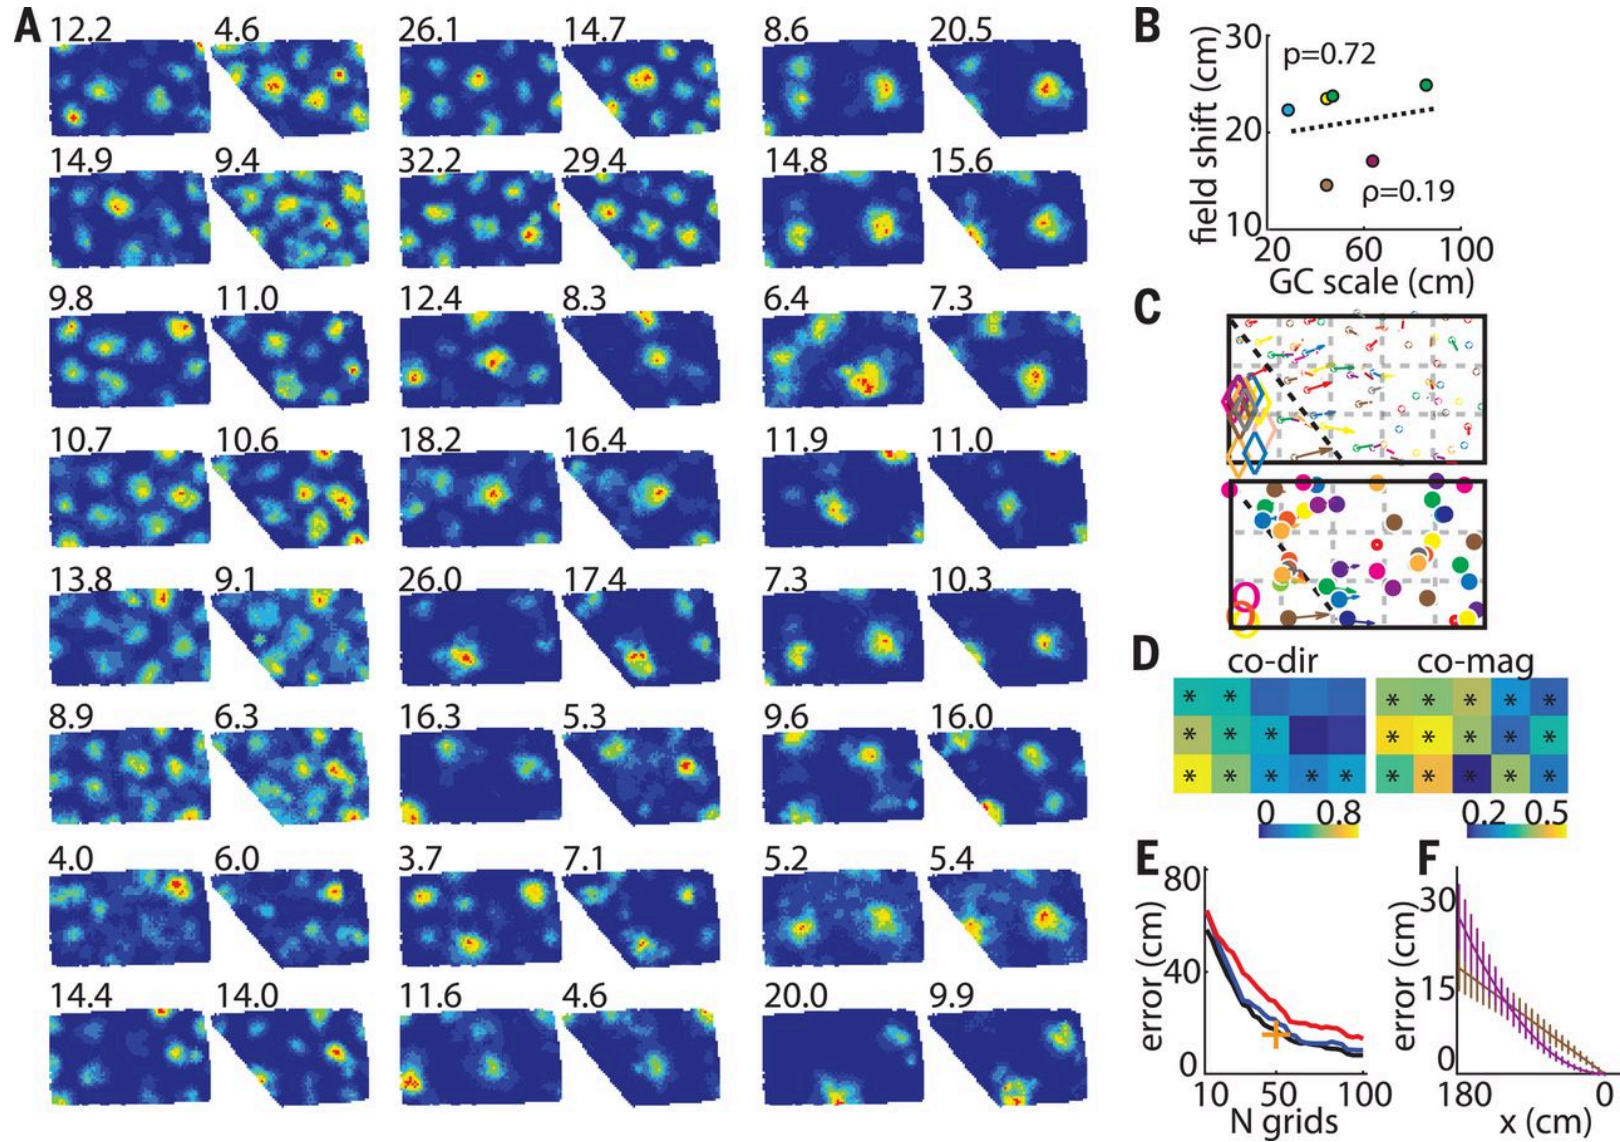 A
12.2 4.6 26.1 14.7 8.6 20.5
14.9 9.4 32.2 29.4 14.8 15.6
9.8 11.0 12.4 8.3 6.4 7.3
10.7 10.6 18.2 16.4 11.9 11.0
13.8 9.1 26.0 17.4 7.3 10.3
8.9 6.3 16.3 5.3 9.6 16.0
4.0 6.0 3.7 7.1 5.2 5.4
14.4 14.0 11.6 4.6 20.0 9.9
B
field shift (cm)
30
20
10
p=0.72
ρ=0.19
20 60 100
GC scale (cm)
C
D
co-dir co-mag
* * * * * * *
* * * * * * * *
* * * * * * * * * *
0 0.8 0.2 0.5
E
error (cm)
80
40
0
10 50 100
N grids
F
error (cm)
30
15
0
180 0
x (cm)